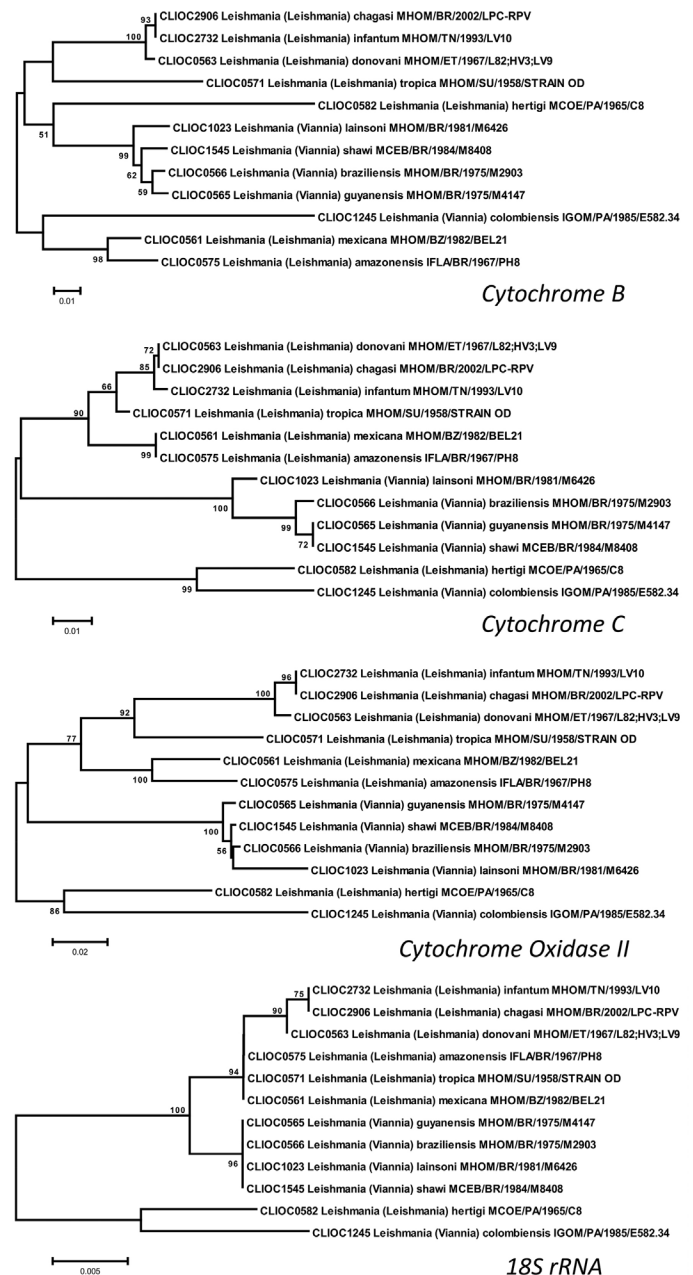 93
CLIOC2906 Leishmania (Leishmania) chagasi MHOM/BR/2002/LPC-RPV
100
CLIOC2732 Leishmania (Leishmania) infantum MHOM/TN/1993/LV10
CLIOC0563 Leishmania (Leishmania) donovani MHOM/ET/1967/L82;HV3;LV9
CLIOC0571 Leishmania (Leishmania) tropica MHOM/SU/1958/STRAIN OD
CLIOC0582 Leishmania (Leishmania) hertigi MCOE/PA/1965/C8
51
CLIOC1023 Leishmania (Viannia) lainsoni MHOM/BR/1981/M6426
99
CLIOC1545 Leishmania (Viannia) shawi MCEB/BR/1984/M8408
62
CLIOC0566 Leishmania (Viannia) braziliensis MHOM/BR/1975/M2903
59
CLIOC0565 Leishmania (Viannia) guyanensis MHOM/BR/1975/M4147
CLIOC1245 Leishmania (Viannia) colombiensis IGOM/PA/1985/E582.34
CLIOC0561 Leishmania (Leishmania) mexicana MHOM/BZ/1982/BEL21
98
CLIOC0575 Leishmania (Leishmania) amazonensis IFLA/BR/1967/PH8
0.01
Cytochrome B
72
CLIOC0563 Leishmania (Leishmania) donovani MHOM/ET/1967/L82;HV3;LV9
85
CLIOC2906 Leishmania (Leishmania) chagasi MHOM/BR/2002/LPC-RPV
66
CLIOC2732 Leishmania (Leishmania) infantum MHOM/TN/1993/LV10
90
CLIOC0571 Leishmania (Leishmania) tropica MHOM/SU/1958/STRAIN OD
CLIOC0561 Leishmania (Leishmania) mexicana MHOM/BZ/1982/BEL21
99
CLIOC0575 Leishmania (Leishmania) amazonensis IFLA/BR/1967/PH8
CLIOC1023 Leishmania (Viannia) lainsoni MHOM/BR/1981/M6426
100
CLIOC0566 Leishmania (Viannia) braziliensis MHOM/BR/1975/M2903
99
CLIOC0565 Leishmania (Viannia) guyanensis MHOM/BR/1975/M4147
72
CLIOC1545 Leishmania (Viannia) shawi MCEB/BR/1984/M8408
CLIOC0582 Leishmania (Leishmania) hertigi MCOE/PA/1965/C8
99
CLIOC1245 Leishmania (Viannia) colombiensis IGOM/PA/1985/E582.34
0.01
Cytochrome C
96
CLIOC2732 Leishmania (Leishmania) infantum MHOM/TN/1993/LV10
100
CLIOC2906 Leishmania (Leishmania) chagasi MHOM/BR/2002/LPC-RPV
92
CLIOC0563 Leishmania (Leishmania) donovani MHOM/ET/1967/L82;HV3;LV9
77
CLIOC0571 Leishmania (Leishmania) tropica MHOM/SU/1958/STRAIN OD
CLIOC0561 Leishmania (Leishmania) mexicana MHOM/BZ/1982/BEL21
100
CLIOC0575 Leishmania (Leishmania) amazonensis IFLA/BR/1967/PH8
CLIOC0565 Leishmania (Viannia) guyanensis MHOM/BR/1975/M4147
100
CLIOC1545 Leishmania (Viannia) shawi MCEB/BR/1984/M8408
56
CLIOC0566 Leishmania (Viannia) braziliensis MHOM/BR/1975/M2903
CLIOC1023 Leishmania (Viannia) lainsoni MHOM/BR/1981/M6426
CLIOC0582 Leishmania (Leishmania) hertigi MCOE/PA/1965/C8
86
CLIOC1245 Leishmania (Viannia) colombiensis IGOM/PA/1985/E582.34
0.02
Cytochrome Oxidase II
75
CLIOC2732 Leishmania (Leishmania) infantum MHOM/TN/1993/LV10
90
CLIOC2906 Leishmania (Leishmania) chagasi MHOM/BR/2002/LPC-RPV
CLIOC0563 Leishmania (Leishmania) donovani MHOM/ET/1967/L82;HV3;LV9
CLIOC0575 Leishmania (Leishmania) amazonensis IFLA/BR/1967/PH8
94
CLIOC0571 Leishmania (Leishmania) tropica MHOM/SU/1958/STRAIN OD
CLIOC0561 Leishmania (Leishmania) mexicana MHOM/BZ/1982/BEL21
100
CLIOC0565 Leishmania (Viannia) guyanensis MHOM/BR/1975/M4147
CLIOC0566 Leishmania (Viannia) braziliensis MHOM/BR/1975/M2903
96
CLIOC1023 Leishmania (Viannia) lainsoni MHOM/BR/1981/M6426
CLIOC1545 Leishmania (Viannia) shawi MCEB/BR/1984/M8408
CLIOC0582 Leishmania (Leishmania) hertigi MCOE/PA/1965/C8
CLIOC1245 Leishmania (Viannia) colombiensis IGOM/PA/1985/E582.34
0.005
18S rRNA